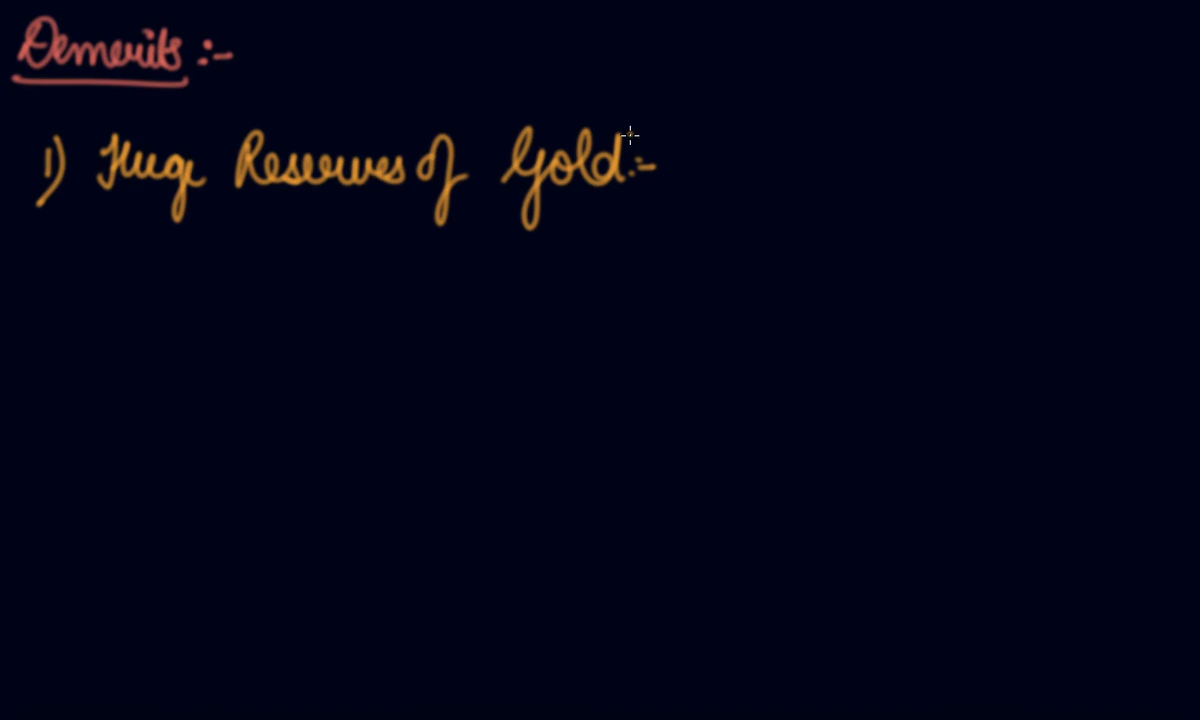 Demerits :-
1) Huge Reserves of Gold:-